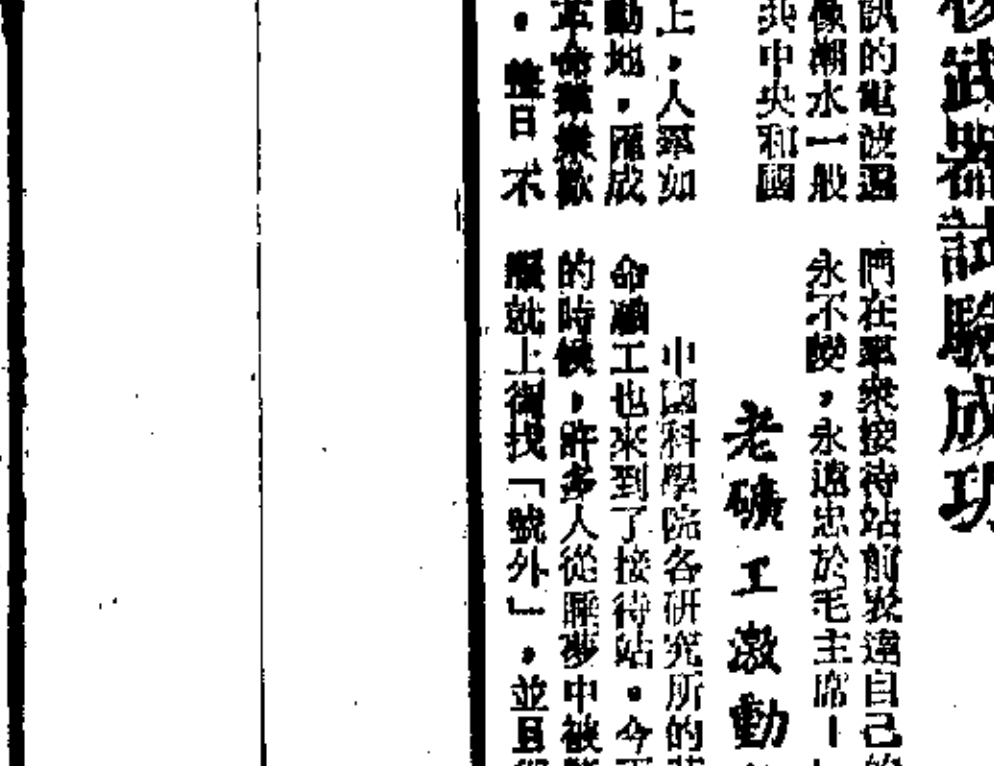 武器試驗成功
訊的電波
像潮水一般
共中央和國
上，人羣如
動地。匯成
革命羣衆歡
。整日不
們在羣衆接待站前表達自己
永不變，永遠忠於毛主席！
老礦工激動
中國科學院各研究所的
命職工也來到了接待站。今
的時候，許多人從睡夢中被
服就上街找「號外」，並且